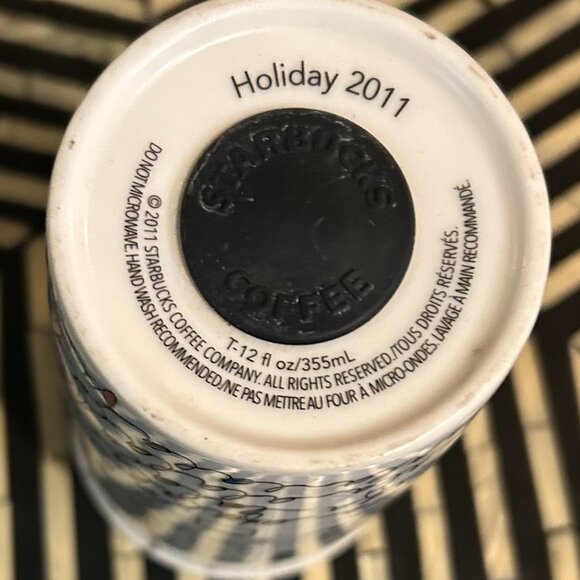 Holiday 2011
STARBUCKS
COFFEE
T-12 fl oz/355mL
© 2011 STARBUCKS COFFEE COMPANY. ALL RIGHTS RESERVED./TOUS DROITS RÉSERVÉS.
DO NOT MICROWAVE. HAND WASH RECOMMENDED./NE PAS METTRE AU FOUR À MICRO-ONDES. LAVAGE À MAIN RECOMMANDÉ.